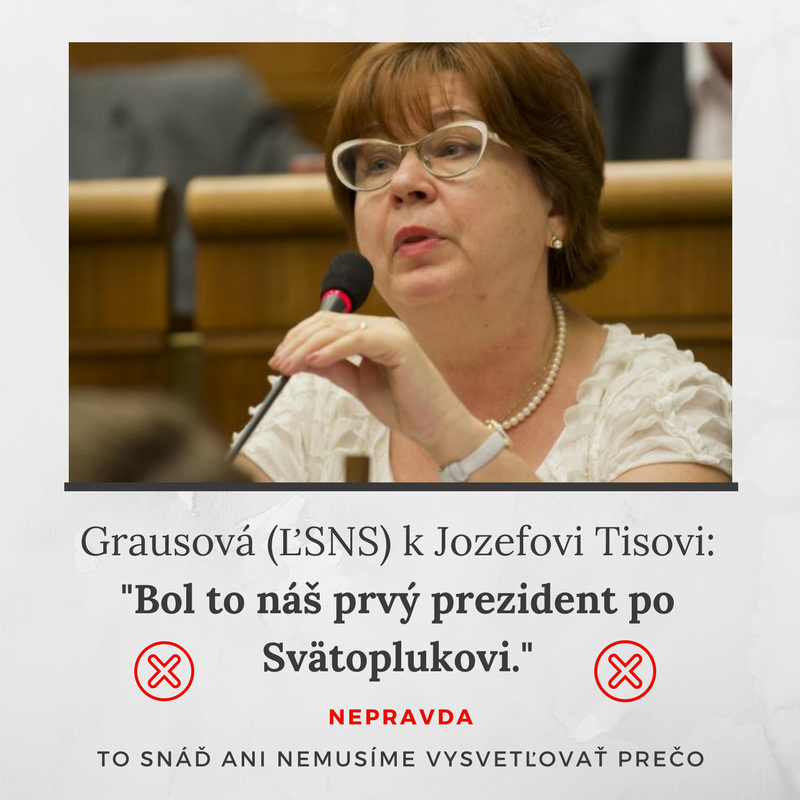 Grausová (ĽSNS) k Jozefovi Tisovi:
"Bol to náš prvý prezident po
Svätoplukovi."
NEPRAVDA
TO SNÁĎ ANI NEMUSÍME VYSVETĽOVAŤ PREČO